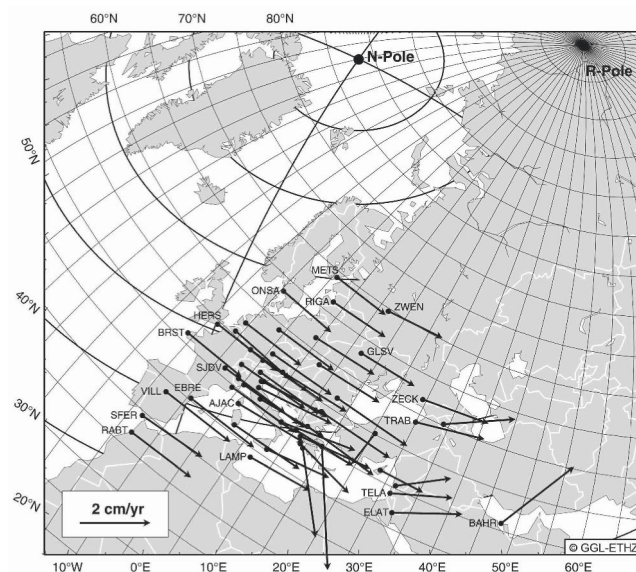 60°N
70°N
80°N
N-Pole
R-Pole
50°N
METS
ONSA
RIGA
ZWEN
40°N
HERS
BRST
GLSV
SJDV
VILL
EBRE
AJAC
ZECK
30°N
SFER
RABT
TRAB
LAMP
TELA
20°N
2 cm/yr
ELAT
BAHR
© GGL-ETHZ
10°W
0°E
10°E
20°E
30°E
40°E
50°E
60°E